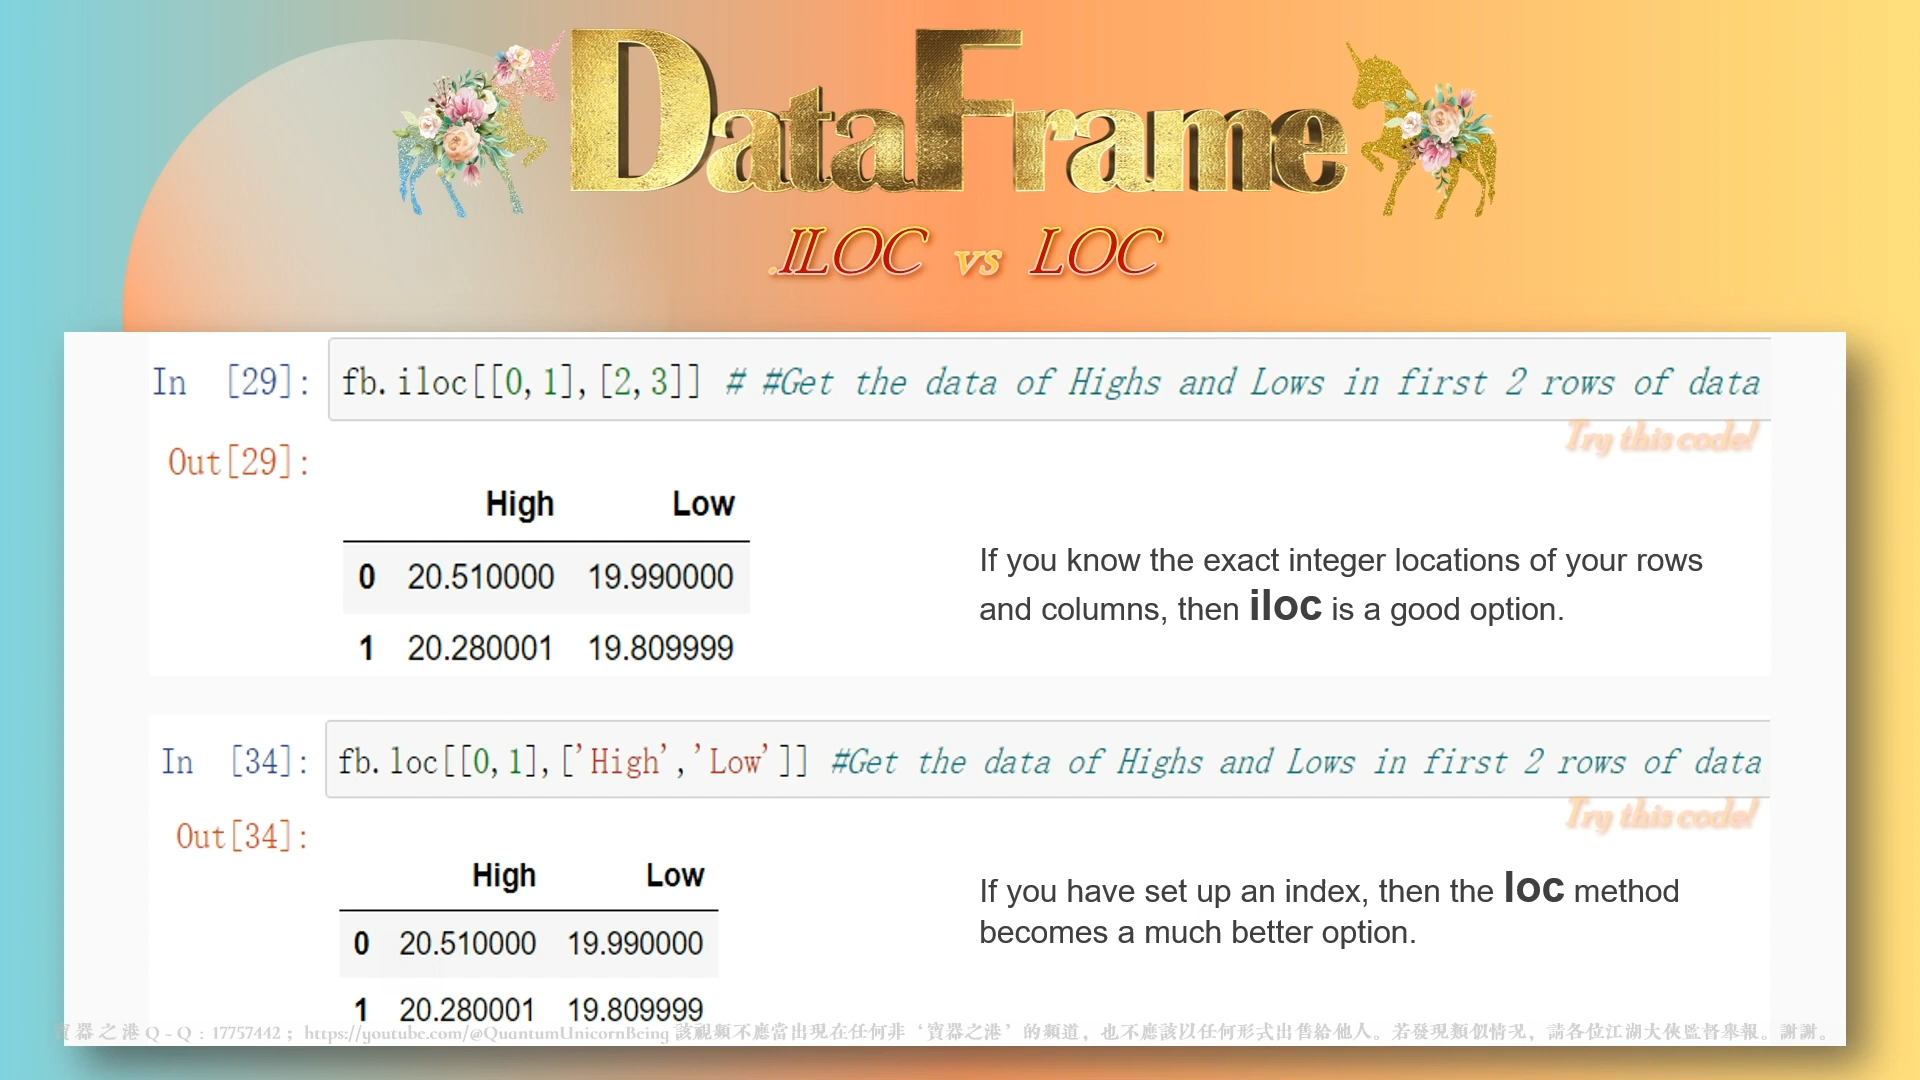 DataFrame
.ILOC vs LOC
In [29]: fb.iloc[[0,1],[2,3]] # #Get the data of Highs and Lows in first 2 rows of data
Try this code!
Out[29]:
High Low
0 20.510000 19.990000
1 20.280001 19.809999
If you know the exact integer locations of your rows
and columns, then iloc is a good option.
In [34]: fb.loc[[0,1],['High','Low']] #Get the data of Highs and Lows in first 2 rows of data
Try this code!
Out[34]:
High Low
0 20.510000 19.990000
1 20.280001 19.809999
If you have set up an index, then the loc method
becomes a much better option.
寶器之港Q-Q：17757442；https://youtube.com/@QuantumUnicornBeing 該視頻不應當出現在任何非‘寶器之港’的頻道，也不應該以任何形式出售給他人。若發現類似情況，請各位江湖大俠監督舉報。謝謝。